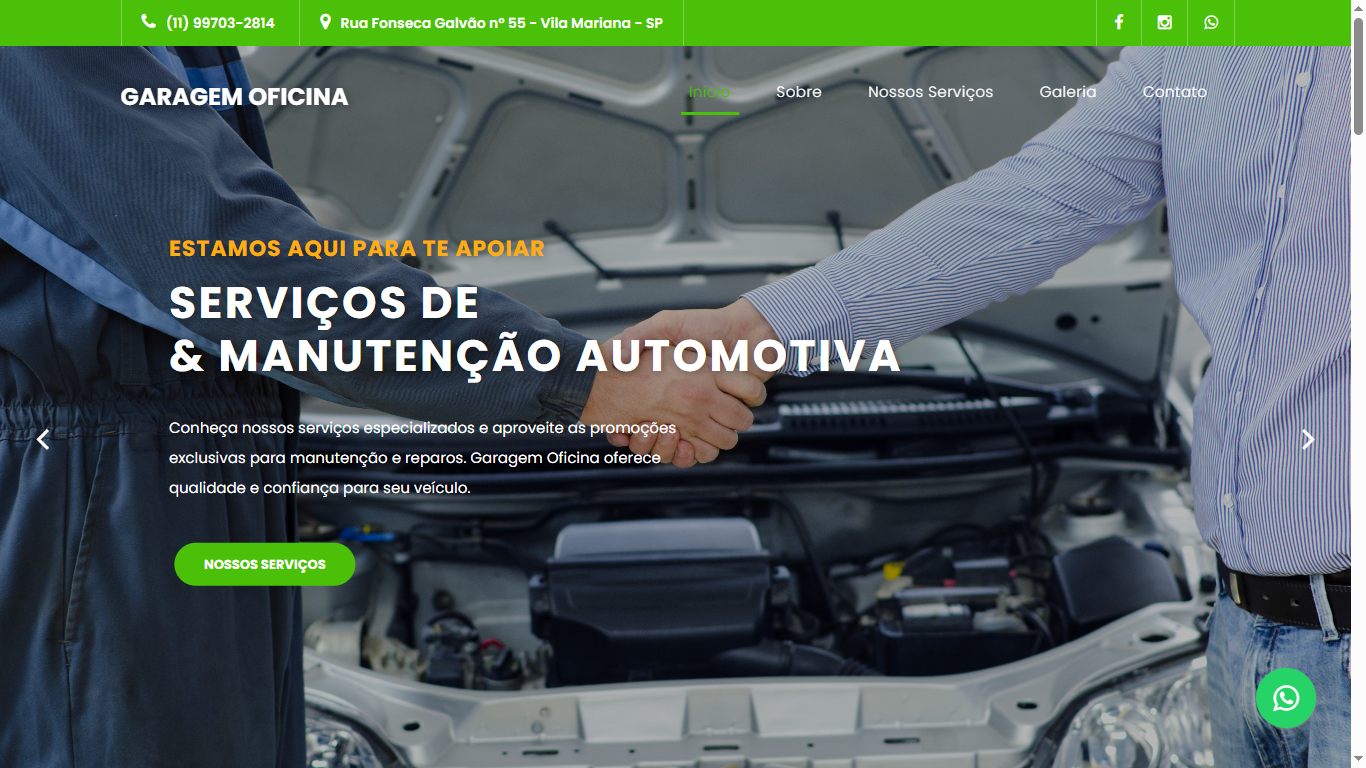 (11) 99703-2814
Rua Fonseca Galvão nº 55 - Vila Mariana - SP
GARAGEM OFICINA
Início
Sobre
Nossos Serviços
Galeria
Contato
ESTAMOS AQUI PARA TE APOIAR
SERVIÇOS DE
& MANUTENÇÃO AUTOMOTIVA
Conheça nossos serviços especializados e aproveite as promoções
exclusivas para manutenção e reparos. Garagem Oficina oferece
qualidade e confiança para seu veículo.
NOSSOS SERVIÇOS